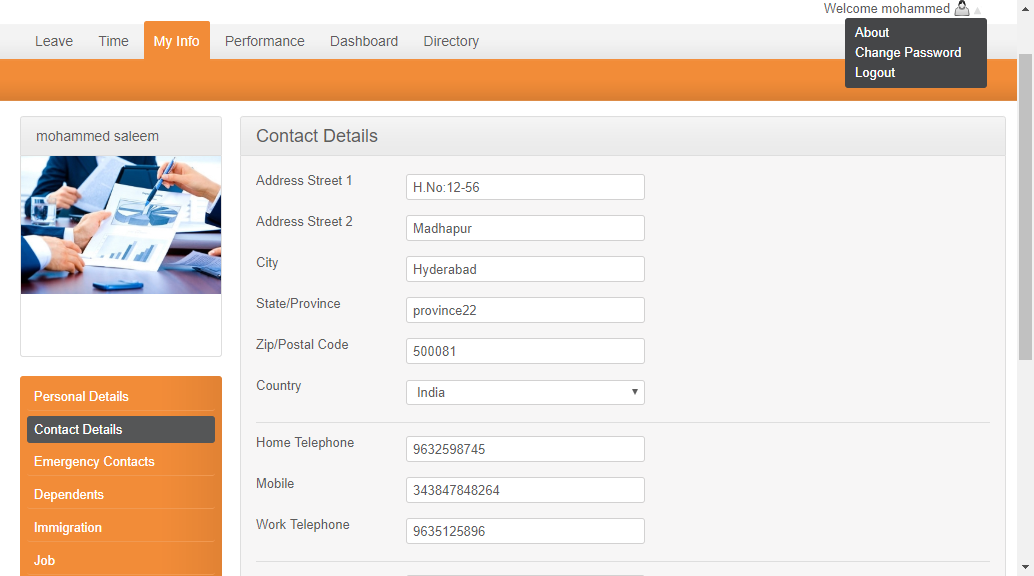 Welcome mohammed
Leave Time My Info Performance Dashboard Directory
About
Change Password
Logout
mohammed saleem
Contact Details
Address Street 1 H.No:12-56
Address Street 2 Madhapur
City Hyderabad
State/Province province22
Zip/Postal Code 500081
Country India
Home Telephone 9632598745
Mobile 343847848264
Work Telephone 9635125896
Personal Details
Contact Details
Emergency Contacts
Dependents
Immigration
Job